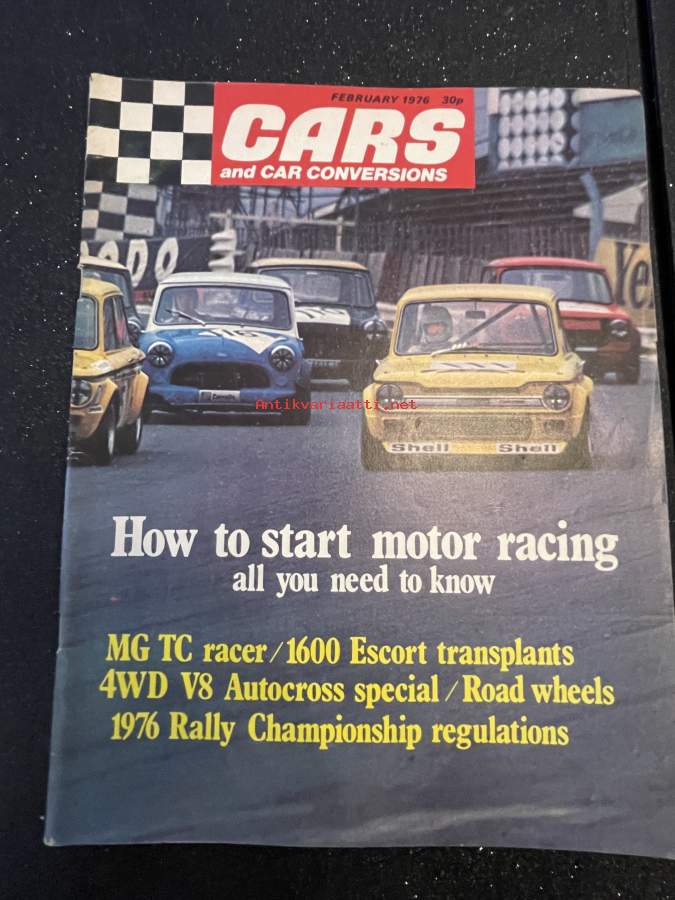 FEBRUARY 1976 30p
CARS
and CAR CONVERSIONS
Antikvariaatti.net
Shell Shell
How to start motor racing
all you need to know
MG TC racer/1600 Escort transplants
4WD V8 Autocross special/Road wheels
1976 Rally Championship regulations